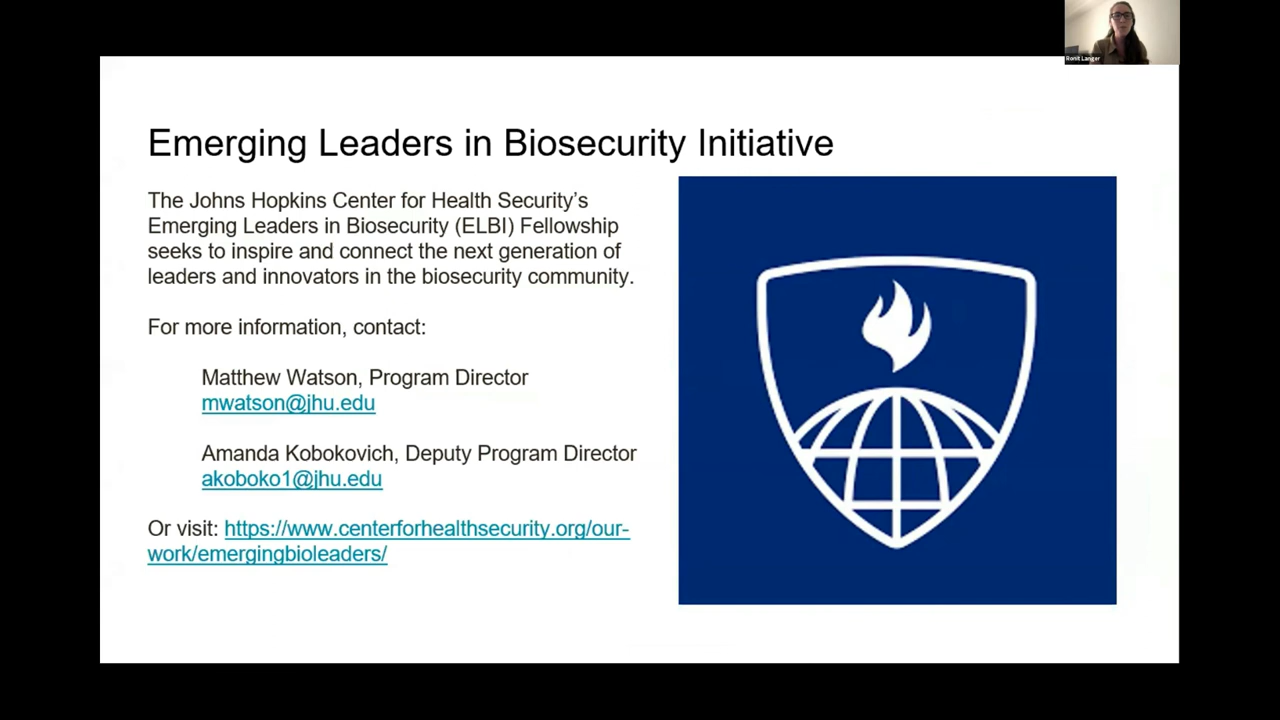 Ronit Langer
Emerging Leaders in Biosecurity Initiative
The Johns Hopkins Center for Health Security’s
Emerging Leaders in Biosecurity (ELBI) Fellowship
seeks to inspire and connect the next generation of
leaders and innovators in the biosecurity community.
For more information, contact:
Matthew Watson, Program Director
mwatson@jhu.edu
Amanda Kobokovich, Deputy Program Director
akoboko1@jhu.edu
Or visit: https://www.centerforhealthsecurity.org/our-
work/emergingbioleaders/